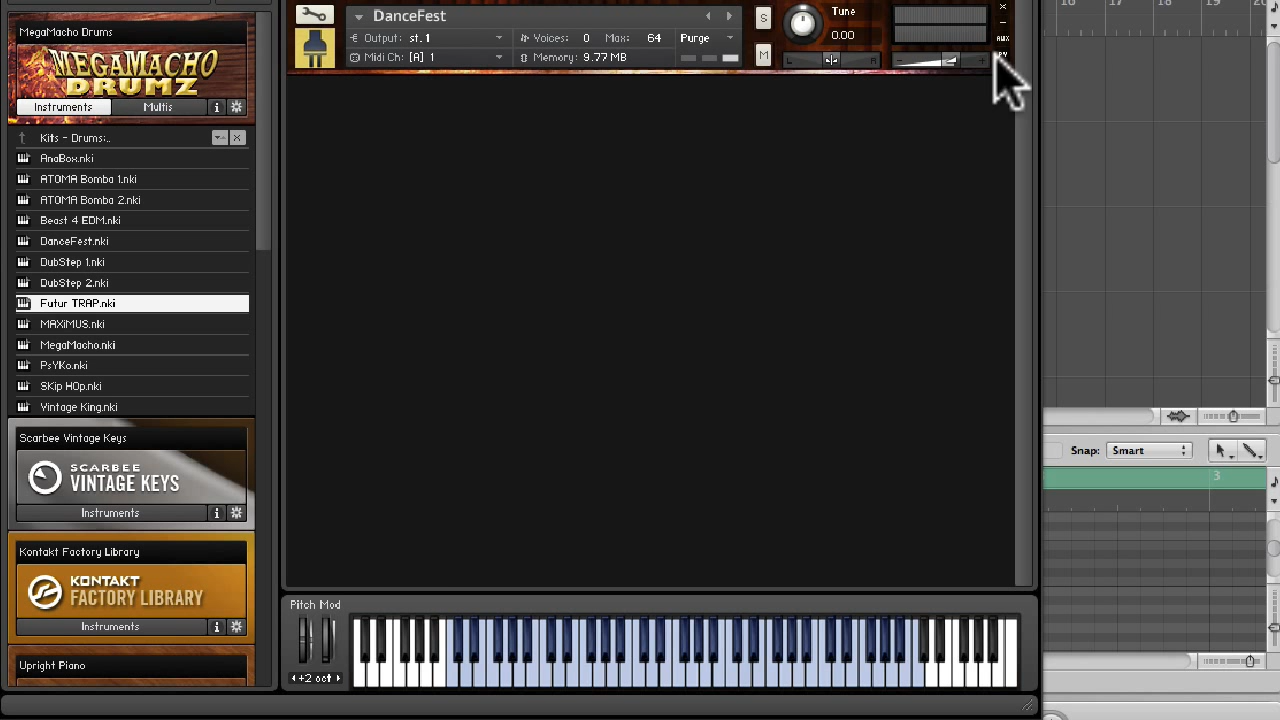 16 17 18 19
MegaMacho Drums
MEGAMACHO
DRUMZ
Instruments Multis i
Kits - Drums:..
AnaBox.nki
ATOMA Bomba 1.nki
ATOMA Bomba 2.nki
Beast 4 EDM.nki
DanceFest.nki
DubStep 1.nki
DubStep 2.nki
Futur TRAP.nki
MAXiMUS.nki
MegaMacho.nki
PsYKo.nki
SKip HOp.nki
Vintage King.nki
Scarbee Vintage Keys
SCARBEE
VINTAGE KEYS
Instruments i
Kontakt Factory Library
KONTAKT
FACTORY LIBRARY
Instruments i
Upright Piano
DanceFest
Output: st.1 Voices: 0 Max: 64 Purge
Midi Ch: [A] 1 Memory: 9.77 MB
S
M
Tune
0.00
L R
AUX
Pitch Mod
+2 oct
Snap: Smart
3